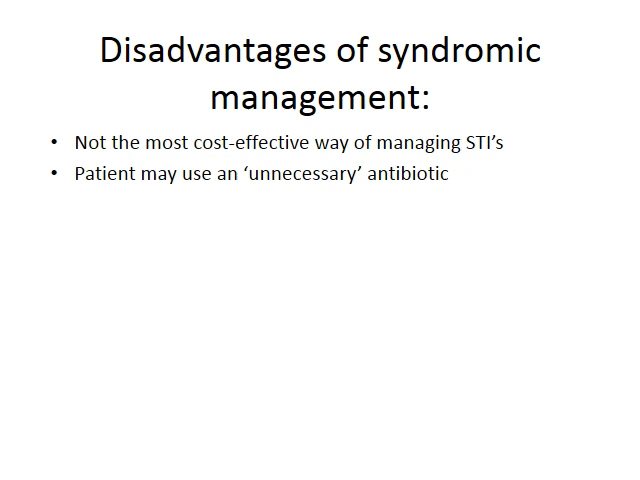 Disadvantages of syndromic
management:
• Not the most cost-effective way of managing STI’s
• Patient may use an ‘unnecessary’ antibiotic